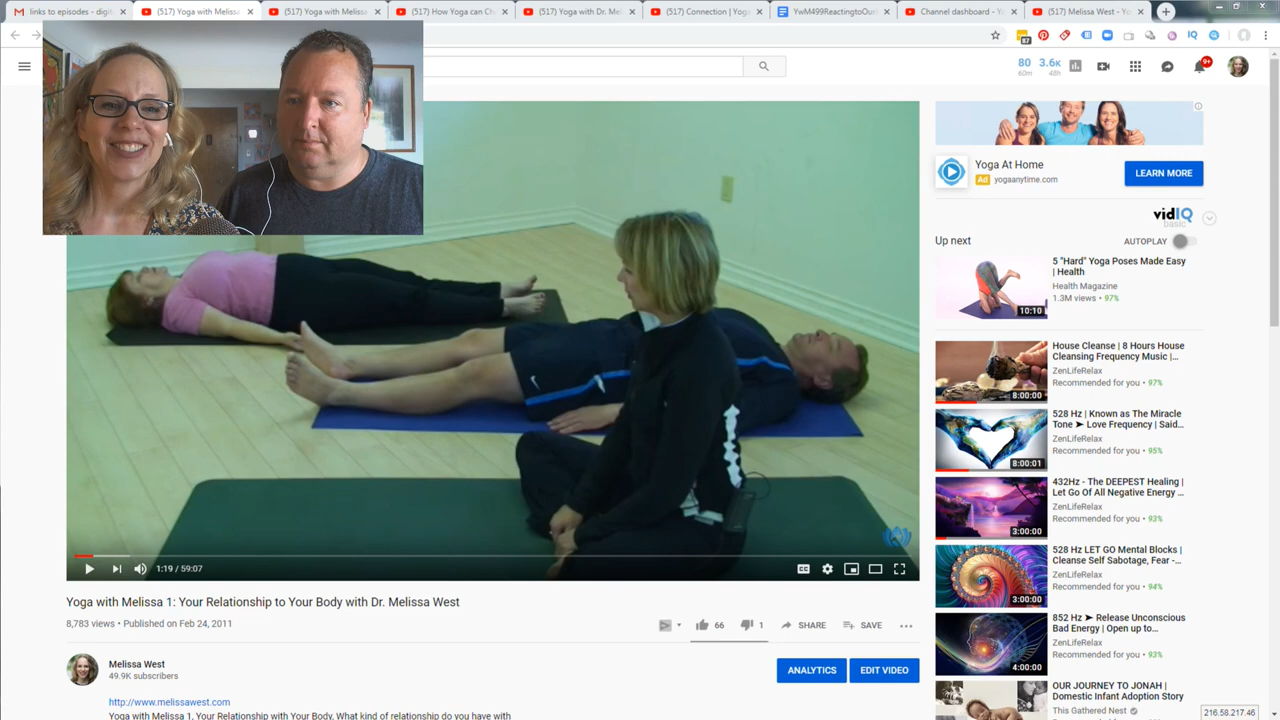 links to episodes - digit
(517) Yoga with Melissa
(517) Yoga with Melissa
(517) How Yoga can Ch
(517) Yoga with Dr. Mel
(517) Connection | Yoga
YwM499ReactingtoOur
Channel dashboard - Y
(517) Melissa West - Yo
87
80
60m
3.6K
48h
9+
Yoga At Home
Ad yogaanytime.com
LEARN MORE
vidIQ
basic
Up next
AUTOPLAY
5 "Hard" Yoga Poses Made Easy
| Health
Health Magazine
1.3M views • 97%
10:10
House Cleanse | 8 Hours House
Cleansing Frequency Music |...
ZenLifeRelax
Recommended for you • 97%
8:00:00
528 Hz | Known as The Miracle
Tone ➤ Love Frequency | Said...
ZenLifeRelax
Recommended for you • 95%
8:00:01
432Hz - The DEEPEST Healing |
Let Go Of All Negative Energy ...
ZenLifeRelax
Recommended for you • 93%
3:00:00
528 Hz LET GO Mental Blocks |
Cleanse Self Sabotage, Fear -...
ZenLifeRelax
Recommended for you • 94%
3:00:00
852 Hz ➤ Release Unconscious
Bad Energy | Open up to...
ZenLifeRelax
Recommended for you • 93%
4:00:00
OUR JOURNEY TO JONAH |
Domestic Infant Adoption Story
This Gathered Nest
216.58.217.46
1:19 / 59:07
Yoga with Melissa 1: Your Relationship to Your Body with Dr. Melissa West
8,783 views • Published on Feb 24, 2011
66
1
SHARE
SAVE
Melissa West
49.9K subscribers
ANALYTICS
EDIT VIDEO
http://www.melissawest.com
Yoga with Melissa 1, Your Relationship with Your Body, What kind of relationship do you have with